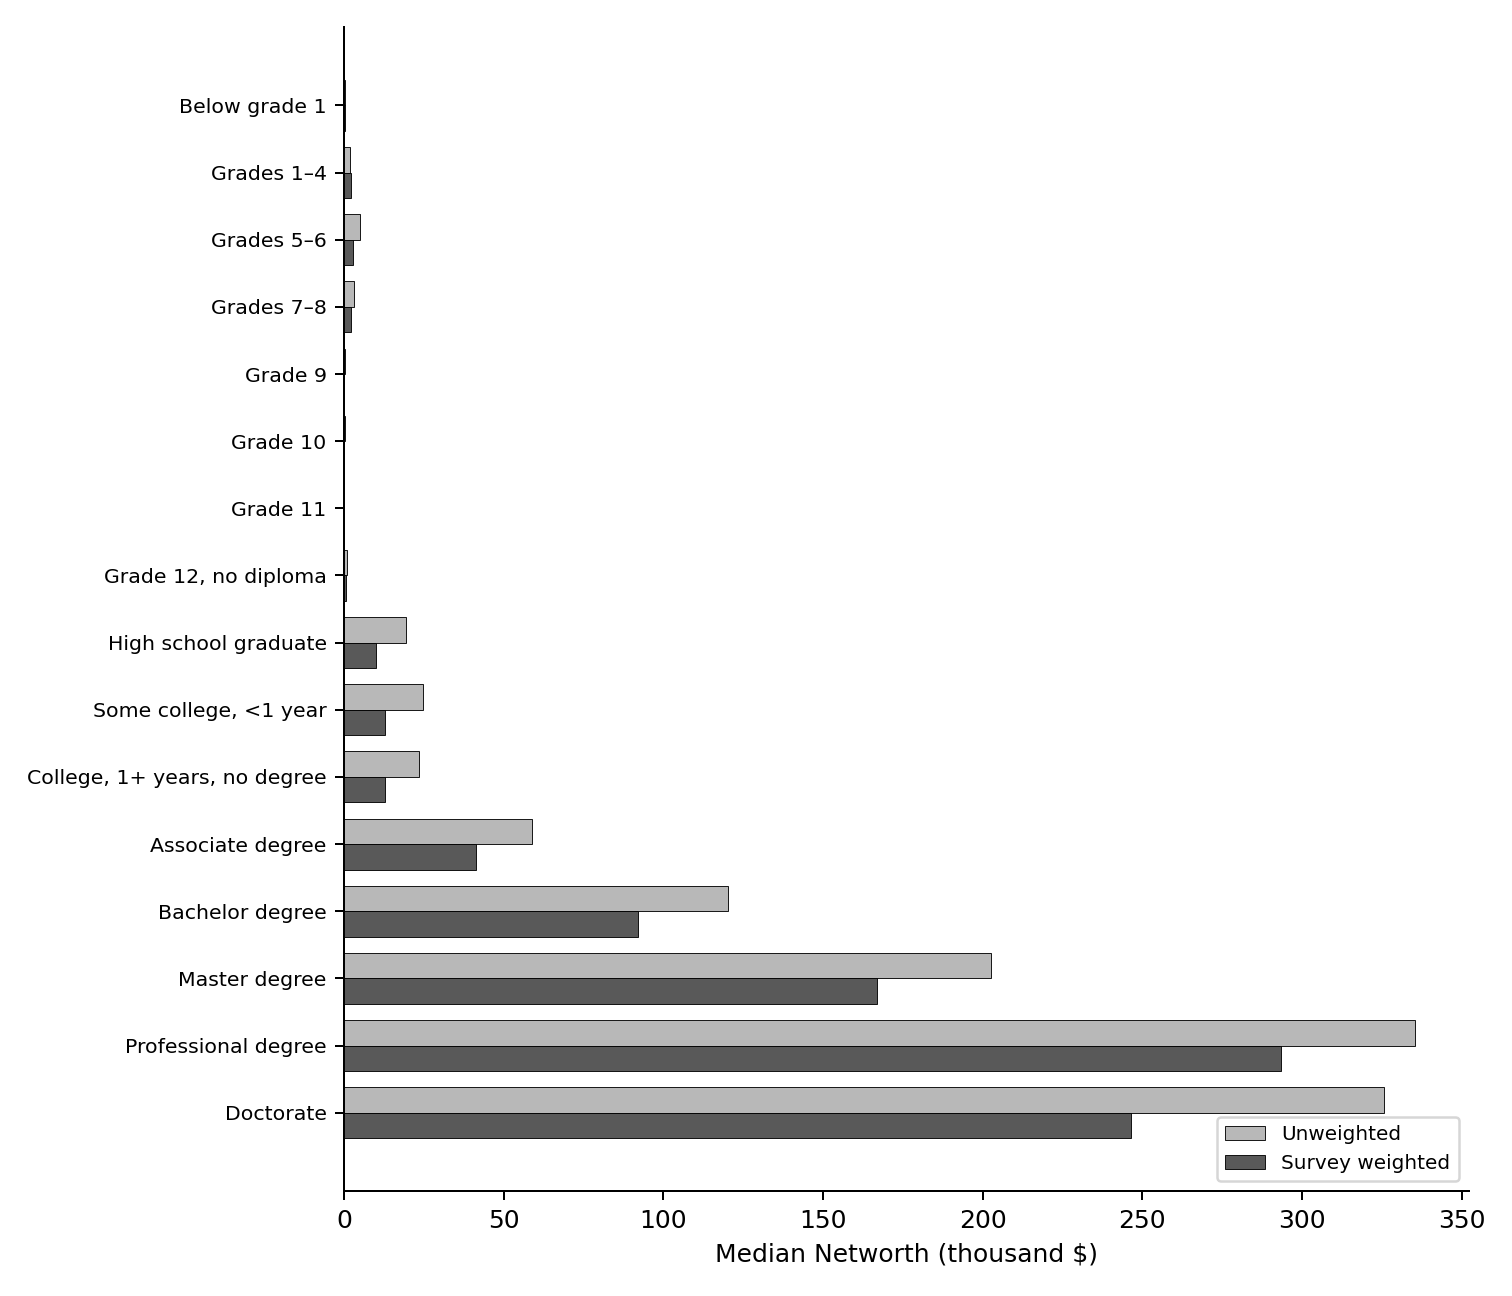 Below grade 1
Grades 1–4
Grades 5–6
Grades 7–8
Grade 9
Grade 10
Grade 11
Grade 12, no diploma
High school graduate
Some college, <1 year
College, 1+ years, no degree
Associate degree
Bachelor degree
Master degree
Professional degree
Doctorate
Unweighted
Survey weighted
0 50 100 150 200 250 300 350
Median Networth (thousand $)